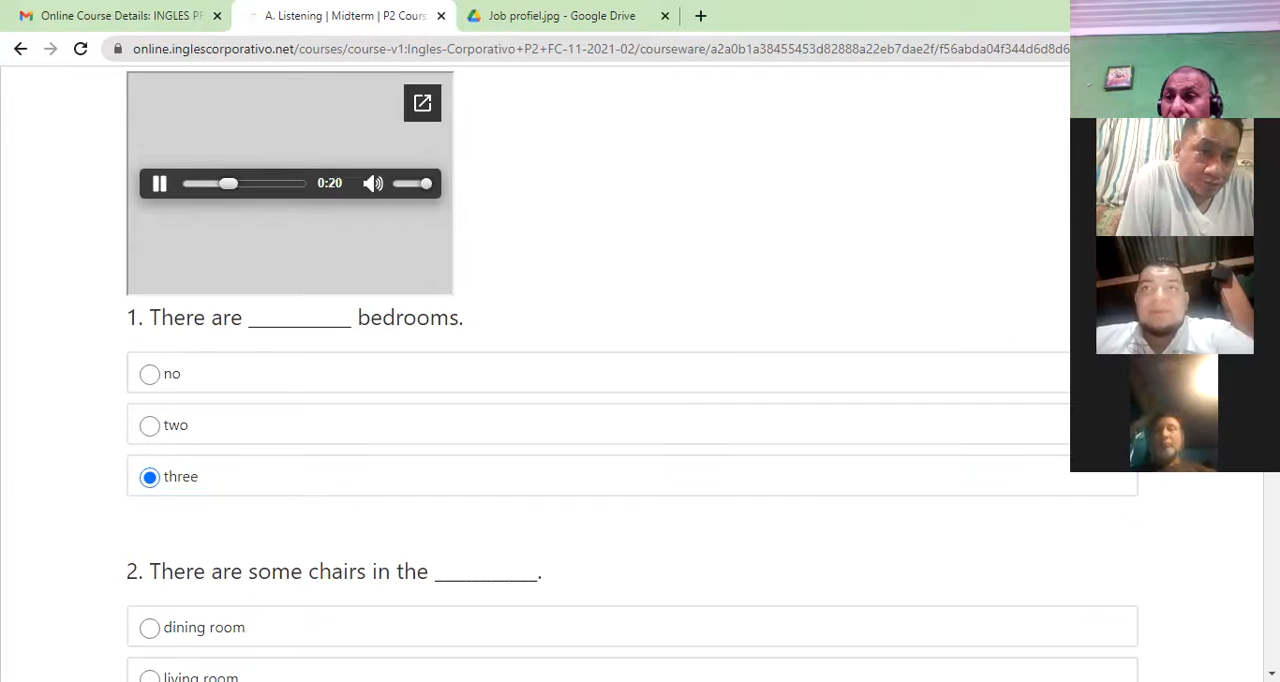 Online Course Details: INGLES PF
A. Listening | Midterm | P2 Cours
Job profiel.jpg - Google Drive
online.inglescorporativo.net/courses/course-v1:Ingles-Corporativo+P2+FC-11-2021-02/courseware/a2a0b1a38455453d82888a22eb7dae2f/f56abda04f344d6d8d6
0:20
1. There are __________ bedrooms.
no
two
three
2. There are some chairs in the __________.
dining room
living room